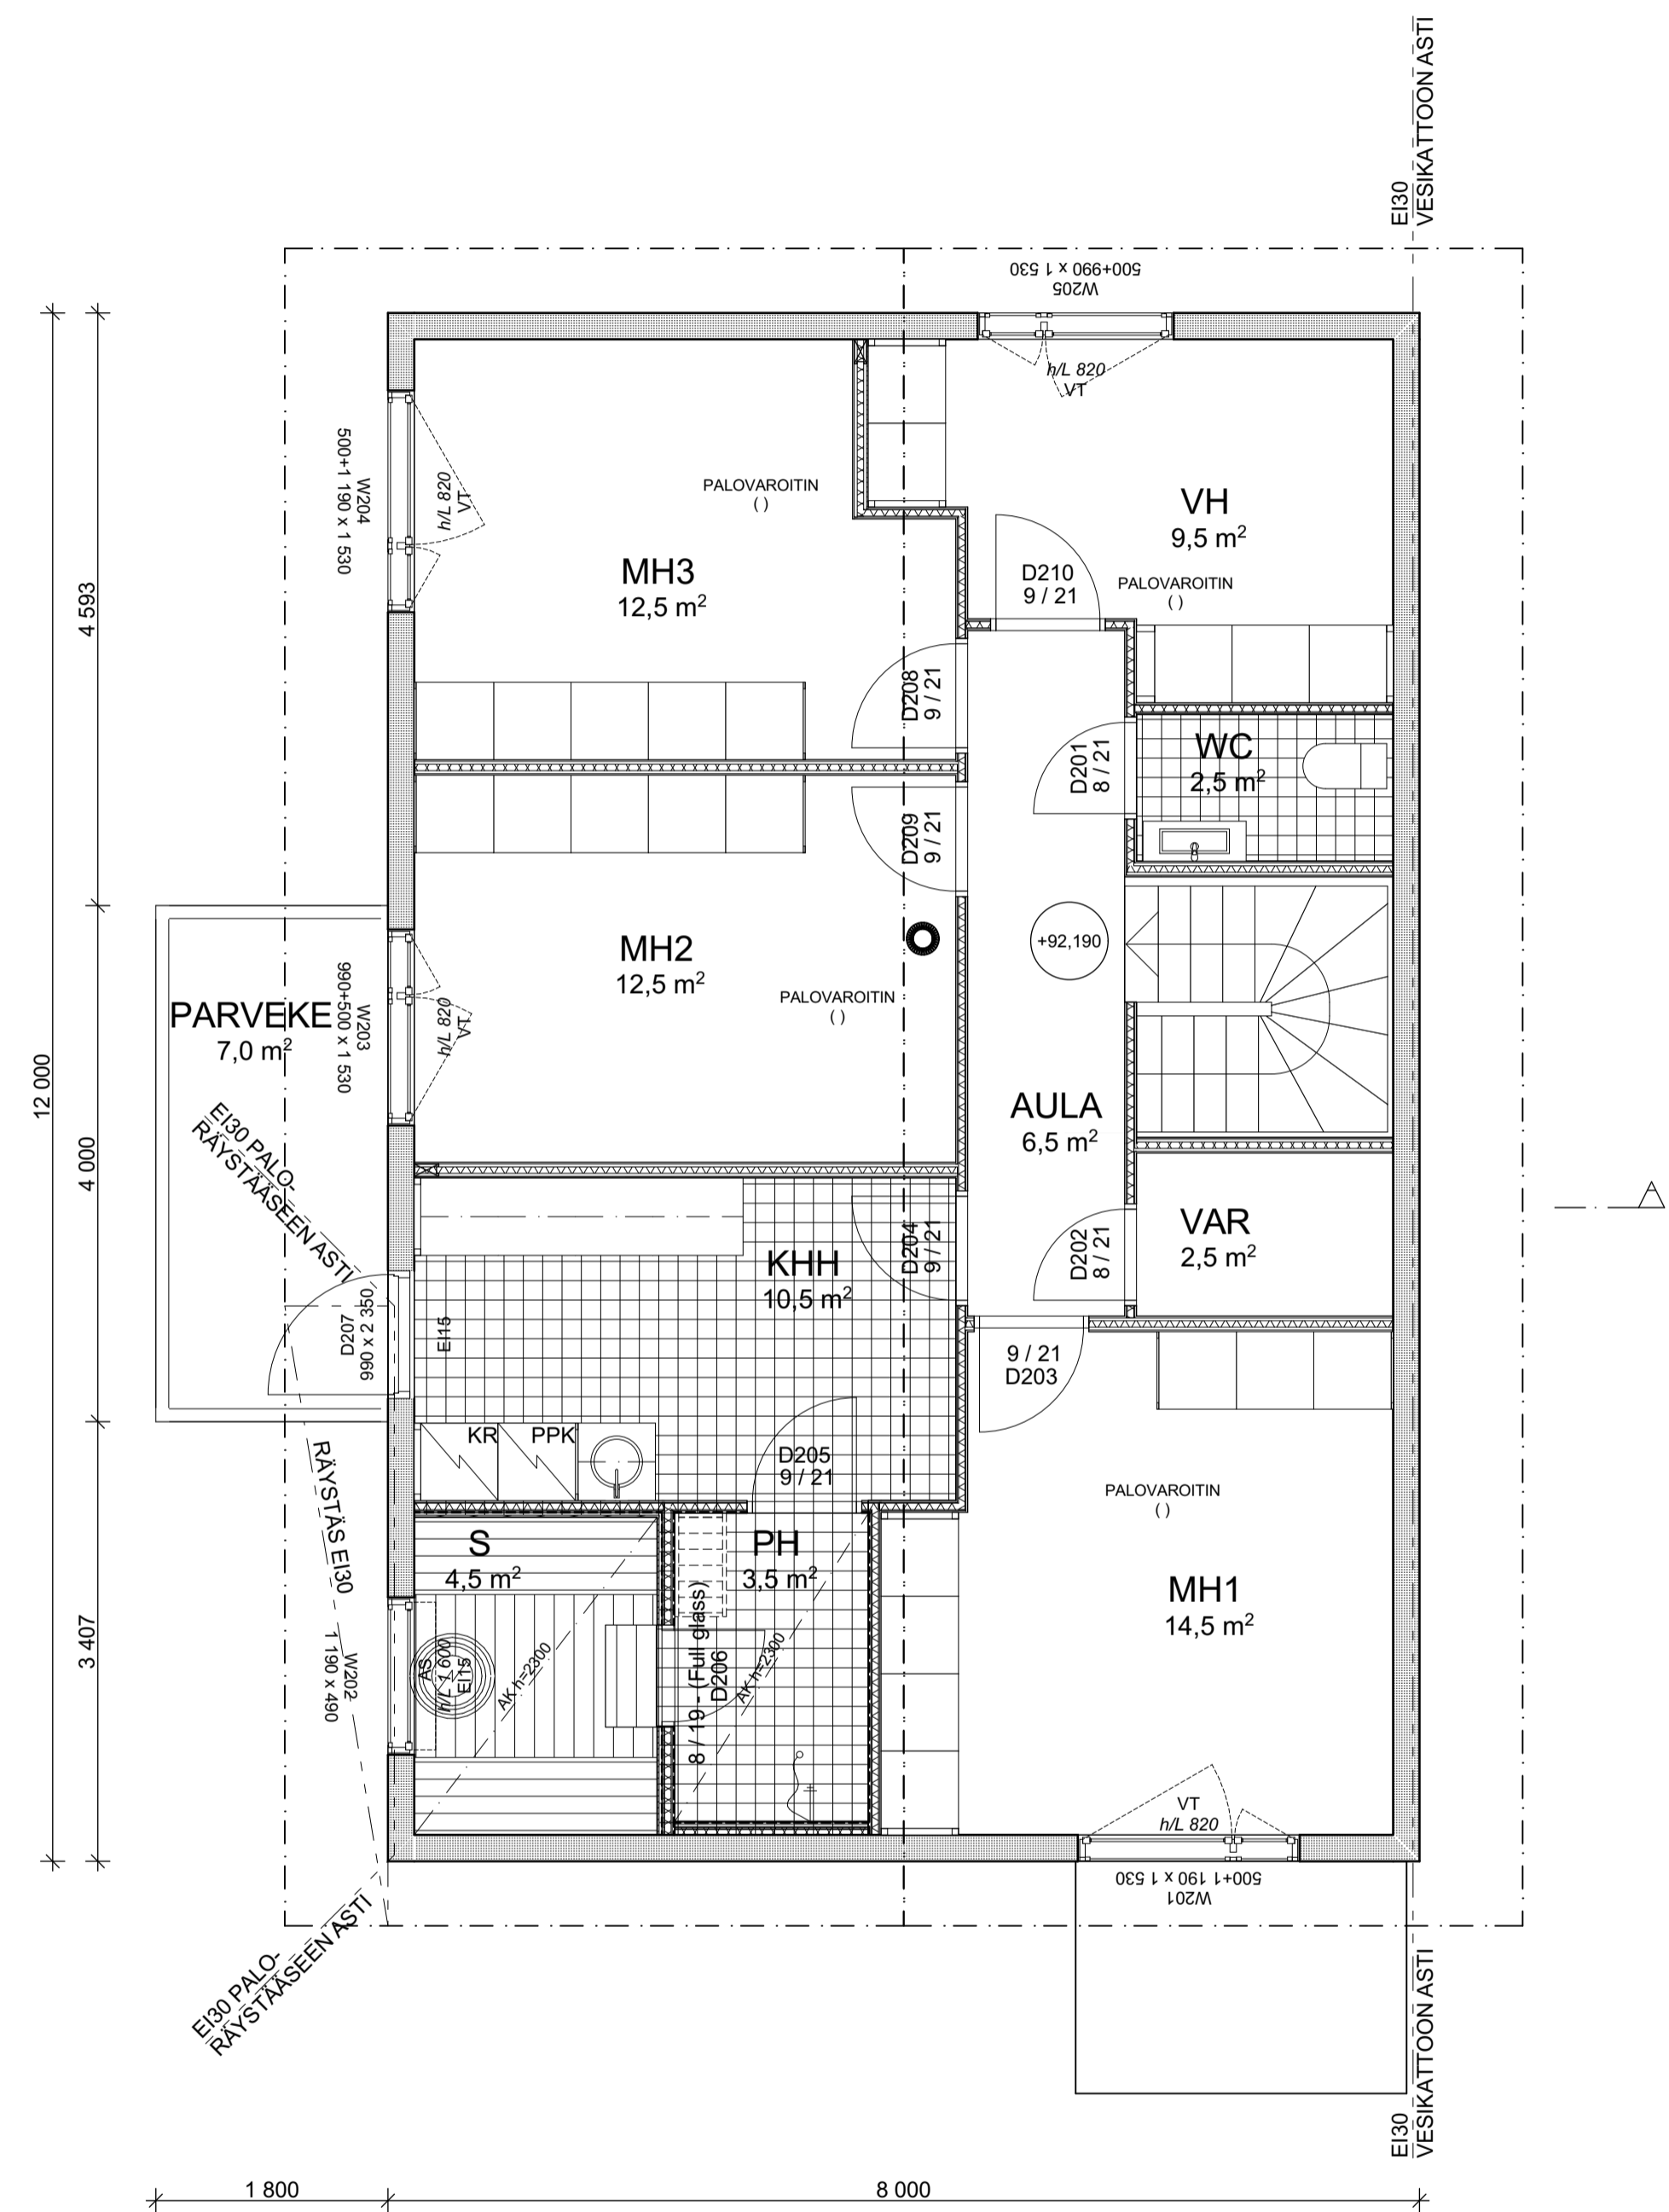 EI30
VESIKATTOON ASTI
W205
500+990 x 1 530
h/L 820
VT
W204
500+1 190 x 1 530
h/L 820
VT
PALOVAROITIN
( )
MH3
12,5 m²
VH
9,5 m²
D210
9 / 21
PALOVAROITIN
( )
4 593
D208
9 / 21
WC
2,5 m²
D201
8 / 21
D209
9 / 21
MH2
12,5 m²
+92,190
PALOVAROITIN
( )
PARVEKE
7,0 m²
W203
990+500 x 1 530
h/L 820
VT
12 000
4 000
AULA
6,5 m²
EI30 PALO-
RÄYSTÄÄSEEN ASTI
VAR
2,5 m²
D202
8 / 21
A
KHH
10,5 m²
D204
9 / 21
D207
990 x 2 350
EI15
9 / 21
D203
KR
PPK
D205
9 / 21
RÄYSTÄS EI30
PALOVAROITIN
( )
S
4,5 m²
PH
3,5 m²
MH1
14,5 m²
3 407
W202
1 190 x 490
AS
h/L 1 600
EI15
AK h=2300
8 / 19 - (Full glass)
D206
AK h=2300
VT
h/L 820
W201
500+1 190 x 1 530
EI30 PALO-
RÄYSTÄÄSEEN ASTI
EI30
VESIKATTOON ASTI
1 800
8 000